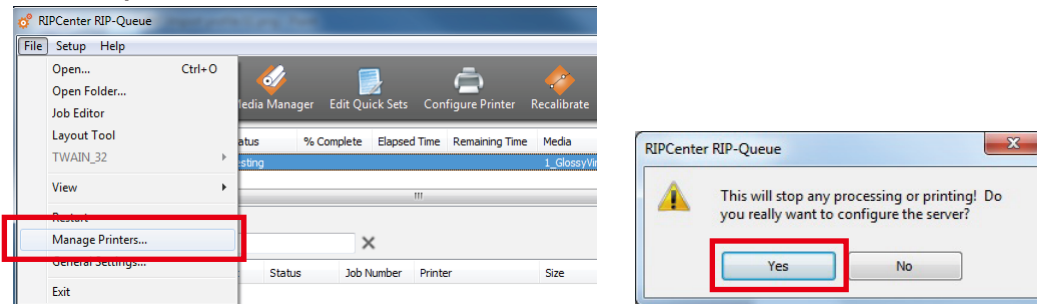 RIPCenter RIP-Queue
File Setup Help
Open... Ctrl+O
Open Folder...
Job Editor
Layout Tool
TWAIN_32
View
Restart
Manage Printers...
General Settings...
Exit
Media Manager Edit Quick Sets Configure Printer Recalibrate
atus % Complete Elapsed Time Remaining Time Media
esting 1_GlossyVin
Status Job Number Printer Size
RIPCenter RIP-Queue
This will stop any processing or printing! Do
you really want to configure the server?
Yes No